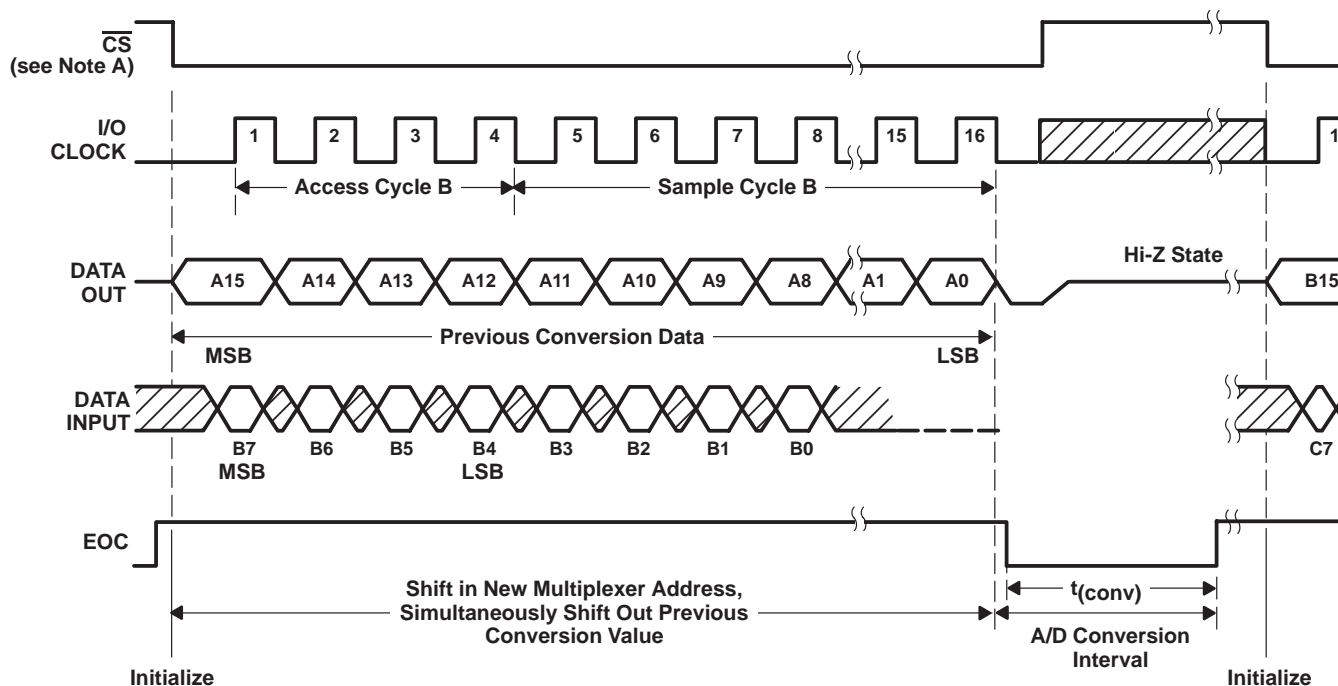 CS
(see Note A)
I/O
CLOCK
1 2 3 4 5 6 7 8 15 16 1
Access Cycle B Sample Cycle B
DATA
OUT
A15 A14 A13 A12 A11 A10 A9 A8 A1 A0 Hi-Z State B15
Previous Conversion Data
MSB LSB
DATA
INPUT
B7 B6 B5 B4 B3 B2 B1 B0 C7
MSB LSB
EOC
Shift in New Multiplexer Address,
Simultaneously Shift Out Previous
Conversion Value
t(conv)
A/D Conversion
Interval
Initialize Initialize